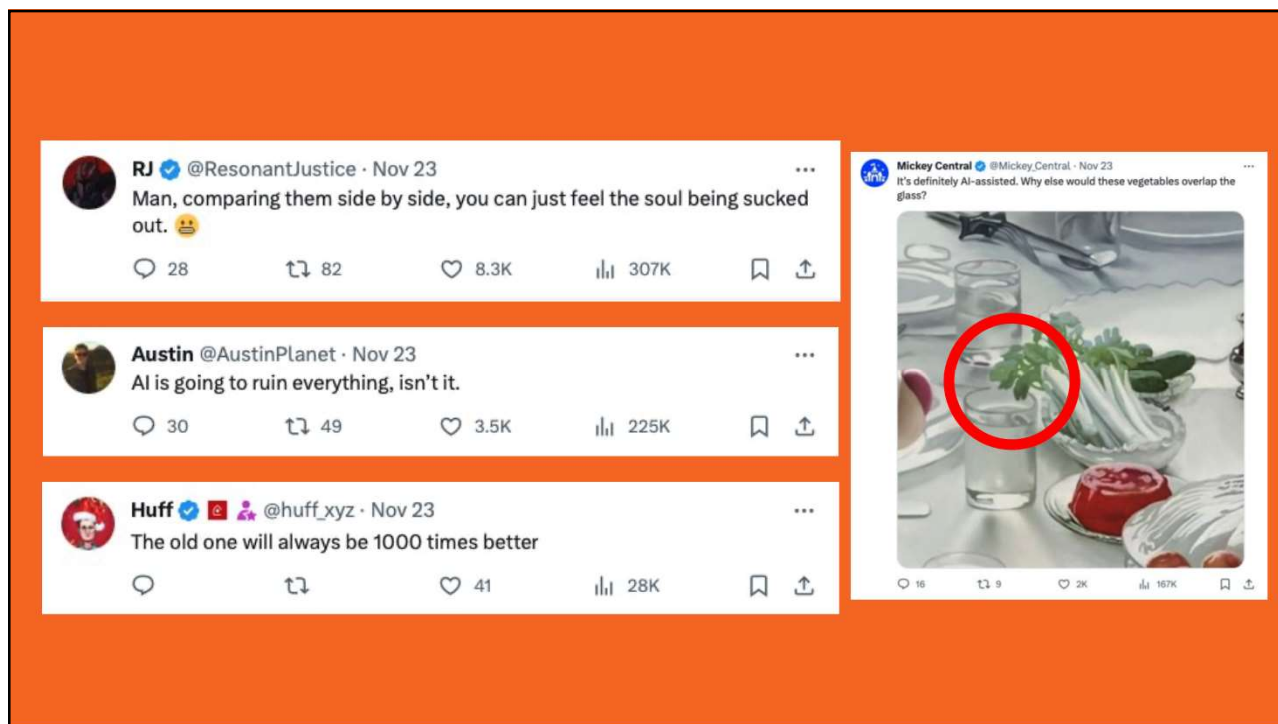 RJ @ResonantJustice · Nov 23
Man, comparing them side by side, you can just feel the soul being sucked
out. 😬
28 82 8.3K 307K
Austin @AustinPlanet · Nov 23
AI is going to ruin everything, isn't it.
30 49 3.5K 225K
Huff @huff_xyz · Nov 23
The old one will always be 1000 times better
41 28K
Mickey Central @Mickey_Central · Nov 23
It's definitely AI-assisted. Why else would these vegetables overlap the
glass?
16 9 2K 167K